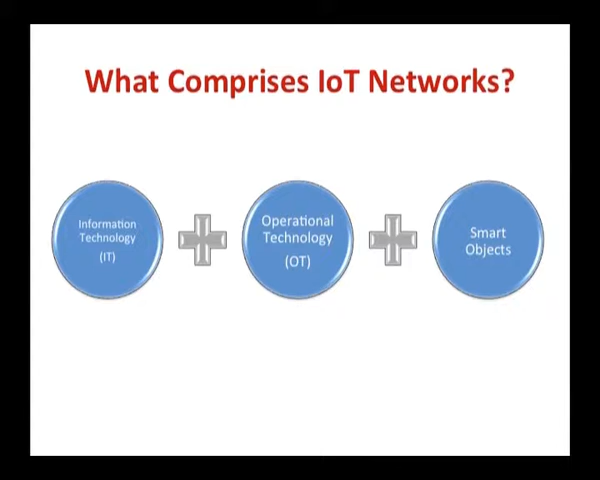 What Comprises IoT Networks?
Information
Technology
(IT)
Operational
Technology
(OT)
Smart
Objects